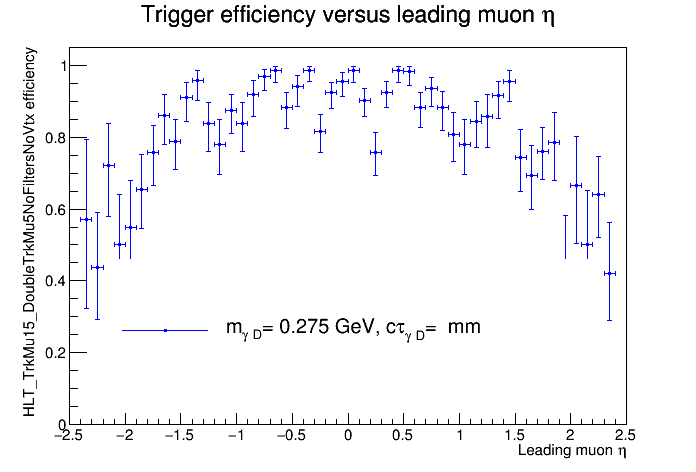 Trigger efficiency versus leading muon η
HLT_TrkMu15_DoubleTrkMu5NoFiltersNoVtx efficiency
1
0.8
0.6
0.4
0.2
0
m_γ D= 0.275 GeV, cτ_γ D= mm
−2.5 −2 −1.5 −1 −0.5 0 0.5 1 1.5 2 2.5
Leading muon η